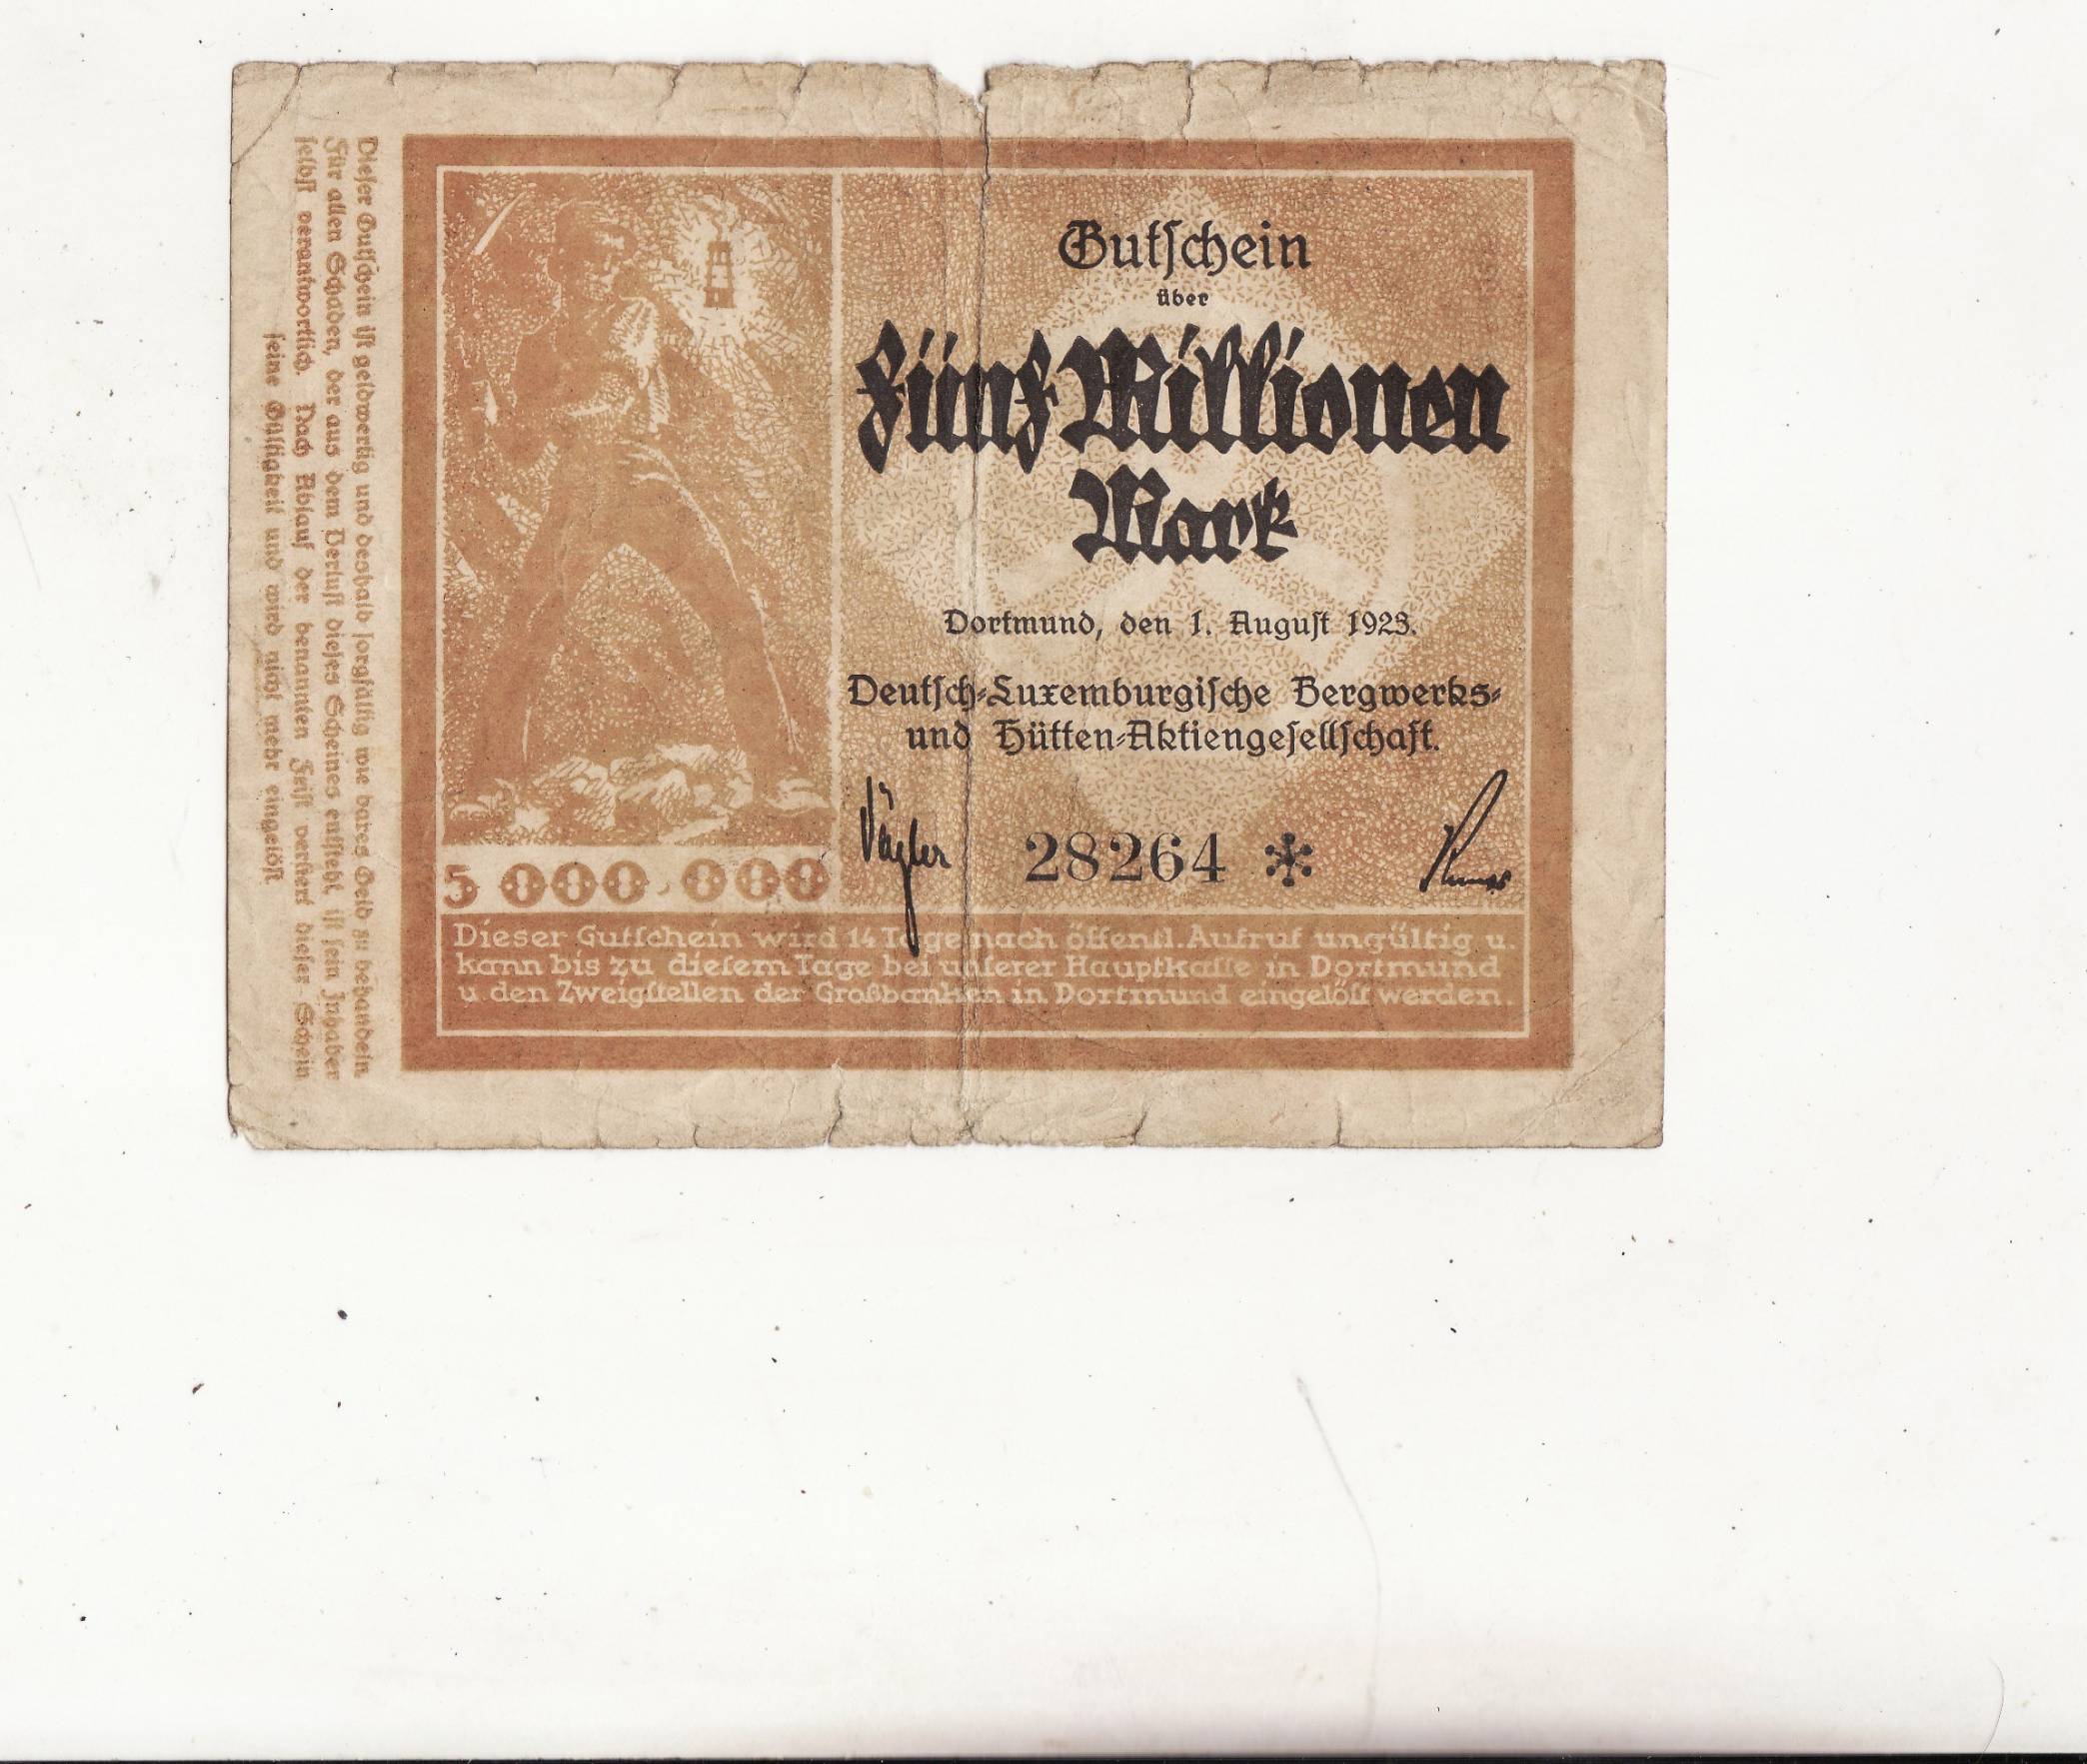 Gutschein
über
Fünf Millionen
Mark
Dortmund, den 1. August 1923.
Deutsch-Luxemburgische Bergwerks-
und Hütten-Aktiengesellschaft.
Vögler
28264 *
5 000 000
Dieser Gutschein wird 14 Tage nach öffentl. Aufruf ungültig u.
kann bis zu diesem Tage bei unserer Hauptkasse in Dortmund
u. den Zweigstellen der Großbanken in Dortmund eingelöst werden.
Dieser Gutschein ist geldwertig und deshalb sorgfältig wie bares Geld zu behandeln.
Für allen Schaden, der aus dem Verlust dieses Scheines entsteht, ist sein Inhaber
selbst verantwortlich. Nach Ablauf der benannten Frist verliert dieser Schein
seine Gültigkeit und wird nicht mehr eingelöst.